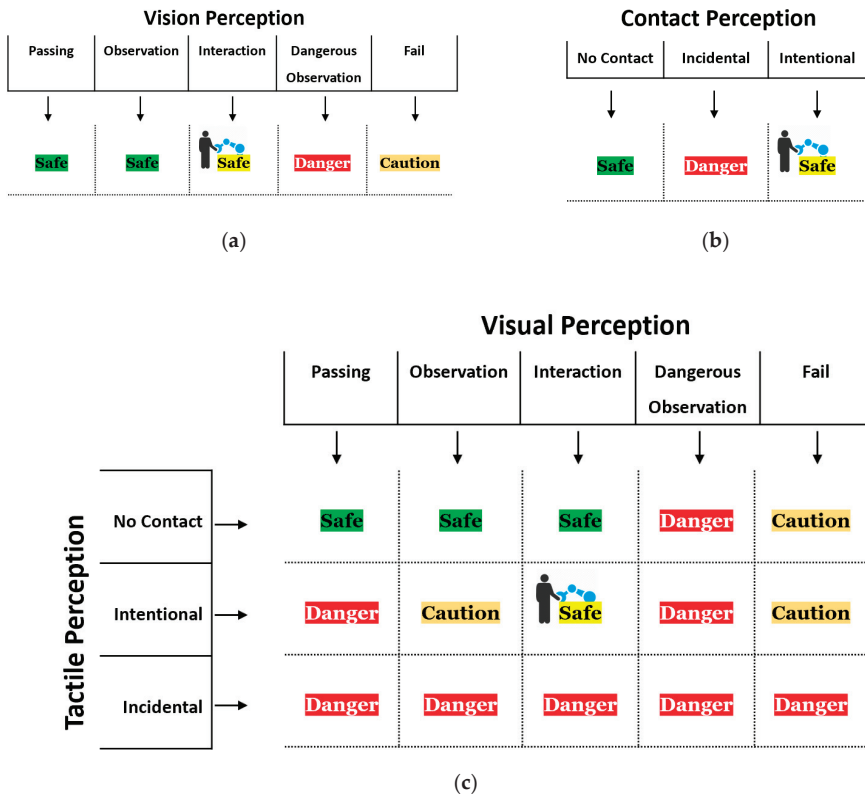 Vision Perception
Passing Observation Interaction Dangerous Observation Fail
Safe Safe Safe Danger Caution
(a)
Contact Perception
No Contact Incidental Intentional
Safe Danger Safe
(b)
Visual Perception
Passing Observation Interaction Dangerous Observation Fail
Tactile Perception
No Contact Safe Safe Safe Danger Caution
Intentional Danger Caution Safe Danger Caution
Incidental Danger Danger Danger Danger Danger
(c)